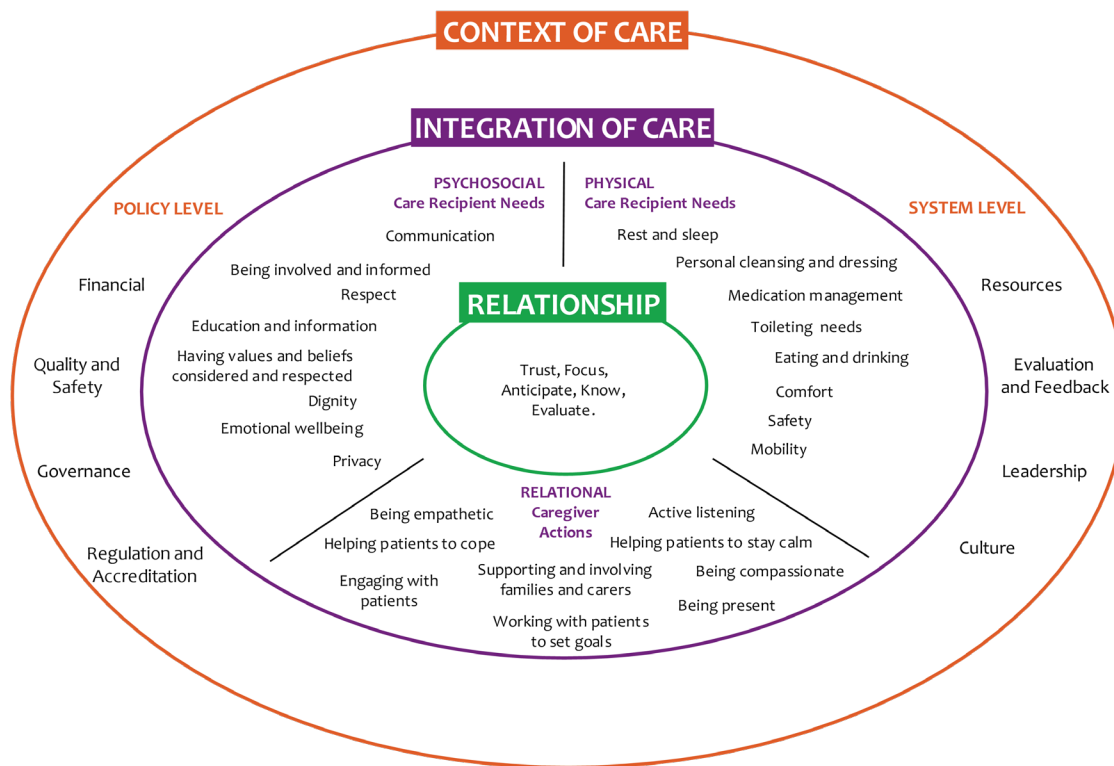 CONTEXT OF CARE
INTEGRATION OF CARE
POLICY LEVEL
Financial
Quality and
Safety
Governance
Regulation and
Accreditation
PSYCHOSOCIAL
Care Recipient Needs
Communication
Being involved and informed
Respect
Education and information
Having values and beliefs
considered and respected
Dignity
Emotional wellbeing
Privacy
PHYSICAL
Care Recipient Needs
Rest and sleep
Personal cleansing and dressing
Medication management
Toileting needs
Eating and drinking
Comfort
Safety
Mobility
SYSTEM LEVEL
Resources
Evaluation
and Feedback
Leadership
Culture
RELATIONSHIP
Trust, Focus,
Anticipate, Know,
Evaluate.
RELATIONAL
Caregiver
Actions
Being empathetic
Helping patients to cope
Engaging with
patients
Supporting and involving
families and carers
Working with patients
to set goals
Active listening
Helping patients to stay calm
Being compassionate
Being present